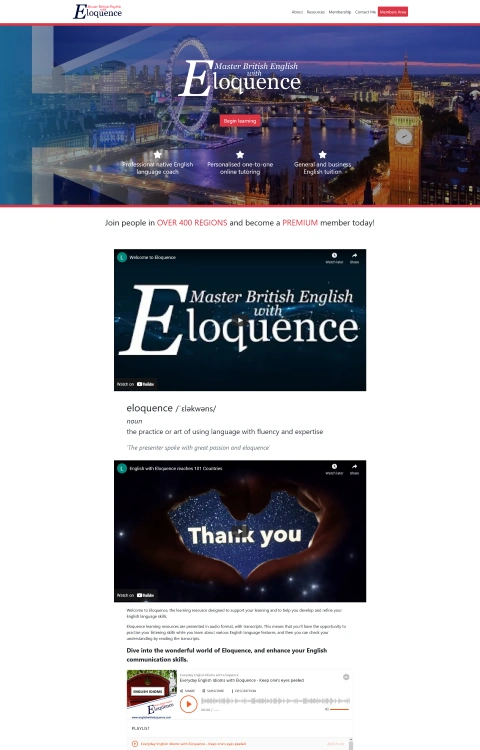 Master British English
Eloquence
About Resources Membership Contact Me Members Area
Master British English
with
Eloquence
Begin learning
Professional native English
language coach
Personalised one-to-one
online tutoring
General and business
English tuition
Join people in OVER 400 REGIONS and become a PREMIUM member today!
L Welcome to Eloquence
Watch later Share
Master British English
with
Eloquence
Watch on YouTube
eloquence /ˈɛləkwəns/
noun
the practice or art of using language with fluency and expertise
'The presenter spoke with great passion and eloquence'
L English with Eloquence reaches 101 Countries
Watch later Share
Thank you
Watch on YouTube
Welcome to Eloquence, the learning resource designed to support your learning and to help you develop and refine your
English language skills.
Eloquence learning resources are presented in audio format, with transcripts. This means that you'll have the opportunity to
practise your listening skills while you learn about various English language features, and then you can check your
understanding by reading the transcripts.
Dive into the wonderful world of Eloquence, and enhance your English
communication skills.
Everyday English Idioms with Eloquence
Everyday English Idioms with Eloquence - Keep one's eyes peeled
SHARE SUBSCRIBE DESCRIPTION
ENGLISH IDIOMS
Eloquence
www.englishwitheloquence.com
PLAYLIST
Everyday English Idioms with Eloquence - Keep one's eyes peeled